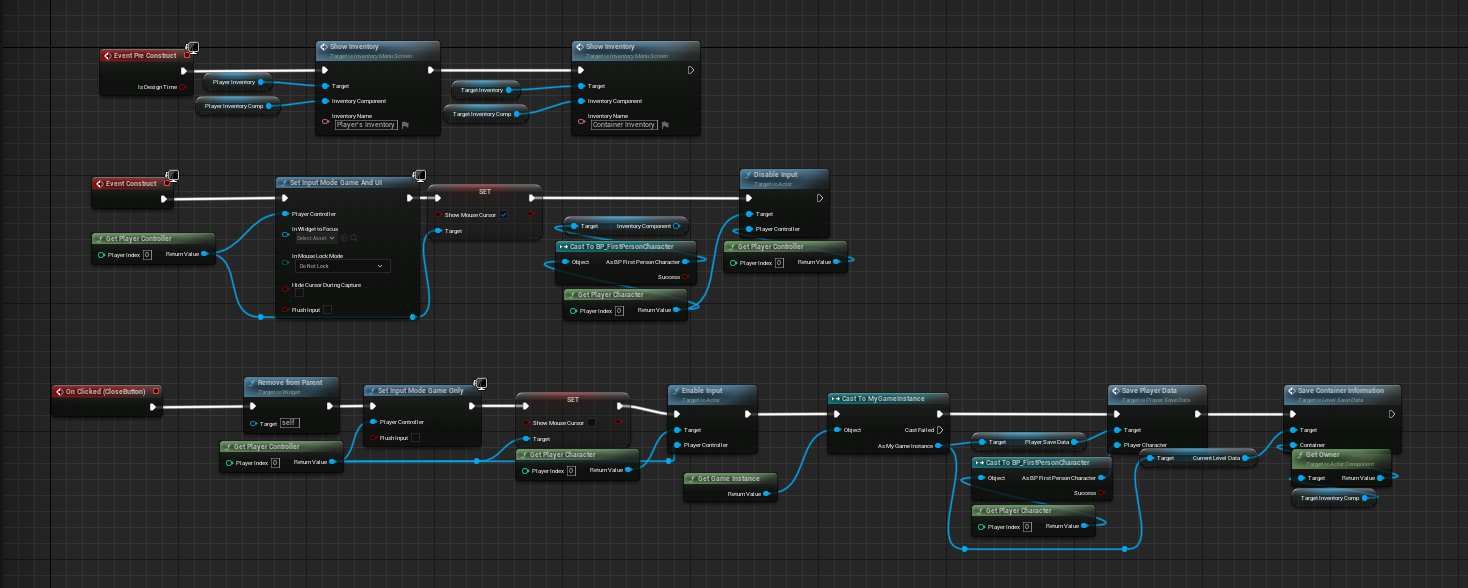 Event Pre Construct
Is Design Time
Player Inventory
Player Inventory Comp
Show Inventory
Target is Inventory Menu Screen
Target
Inventory Component
Inventory Name
Player's Inventory
Target Inventory
Target Inventory Comp
Show Inventory
Target is Inventory Menu Screen
Target
Inventory Component
Inventory Name
Container Inventory
Event Construct
Get Player Controller
Player Index 0 Return Value
Set Input Mode Game And UI
Player Controller
In Widget to Focus
Select Asset
In Mouse Lock Mode
Do Not Lock
Hide Cursor During Capture
Flush Input
SET
Show Mouse Cursor
Target
Target Inventory Component
Cast To BP_FirstPersonCharacter
Object As BP First Person Character
Success
Get Player Character
Player Index 0 Return Value
Disable Input
Target is Actor
Target
Player Controller
Get Player Controller
Player Index 0 Return Value
On Clicked (CloseButton)
Remove from Parent
Target is Widget
Target self
Get Player Controller
Player Index 0 Return Value
Set Input Mode Game Only
Player Controller
Flush Input
SET
Show Mouse Cursor
Target
Get Player Character
Player Index 0 Return Value
Enable Input
Target is Actor
Target
Player Controller
Get Game Instance
Return Value
Cast To MyGameInstance
Object Cast Failed
As My Game Instance
Target Player Save Data
Cast To BP_FirstPersonCharacter
Object As BP First Person Character
Success
Get Player Character
Player Index 0 Return Value
Save Player Data
Target is Player Save Data
Target
Player Character
Target Current Level Data
Save Container Information
Target is Level Save Data
Target
Container
Get Owner
Target is Actor Component
Target Return Value
Target Inventory Comp